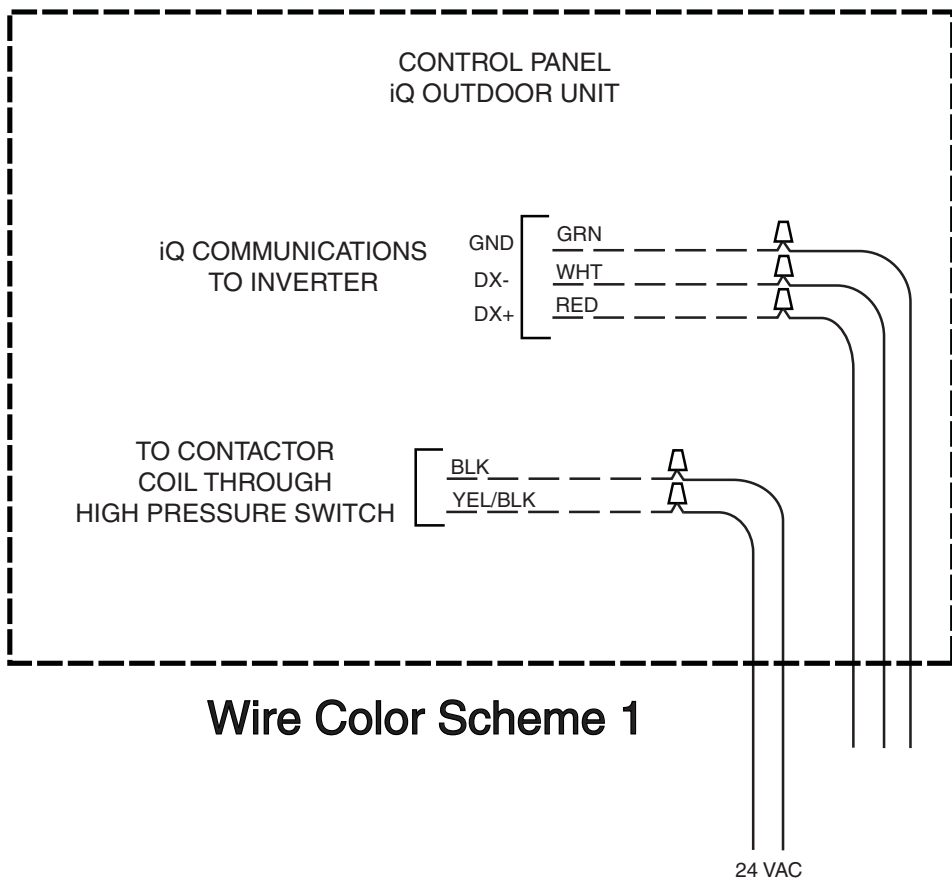 CONTROL PANEL
iQ OUTDOOR UNIT
iQ COMMUNICATIONS
TO INVERTER
GND
GRN
DX-
WHT
DX+
RED
TO CONTACTOR
COIL THROUGH
HIGH PRESSURE SWITCH
BLK
YEL/BLK
Wire Color Scheme 1
24 VAC